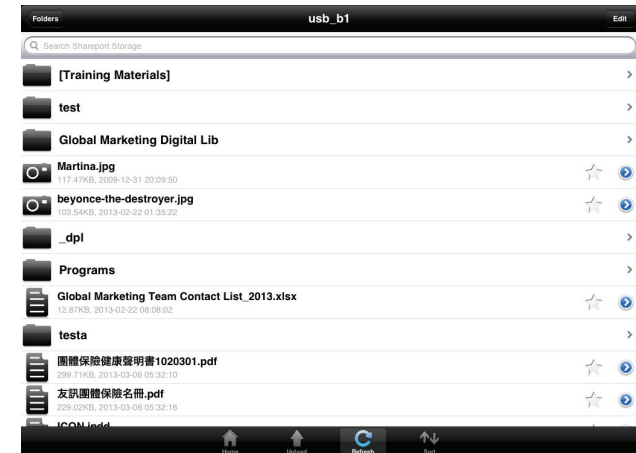 Folders
usb_b1
Edit
Search Shareport Storage
[Training Materials]
test
Global Marketing Digital Lib
Martina.jpg
117.47KB, 2009-12-31 20:09:50
beyonce-the-destroyer.jpg
103.54KB, 2013-02-22 01:35:22
_dpl
Programs
Global Marketing Team Contact List_2013.xlsx
12.87KB, 2013-02-22 08:08:02
testa
團體保險健康聲明書1020301.pdf
299.71KB, 2013-03-06 05:32:10
友訊團體保險名冊.pdf
229.02KB, 2013-03-06 05:32:16
ICON.indd
Home
Upload
Refresh
Sort